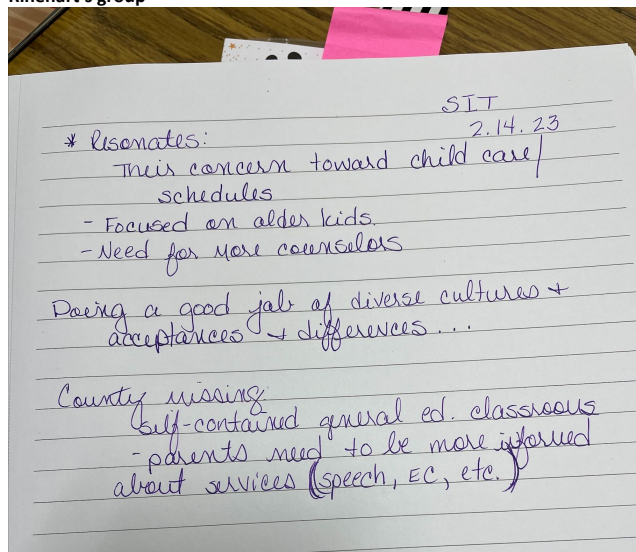 Rinehart's group
SIT
2.14.23
* Resonates:
Their concern toward child care/
schedules
- Focused on older kids.
- Need for more counselors
Doing a good job of diverse cultures +
acceptances + differences...
County missing:
self-contained general ed. classrooms
- parents need to be more informed
about services (speech, EC, etc.)